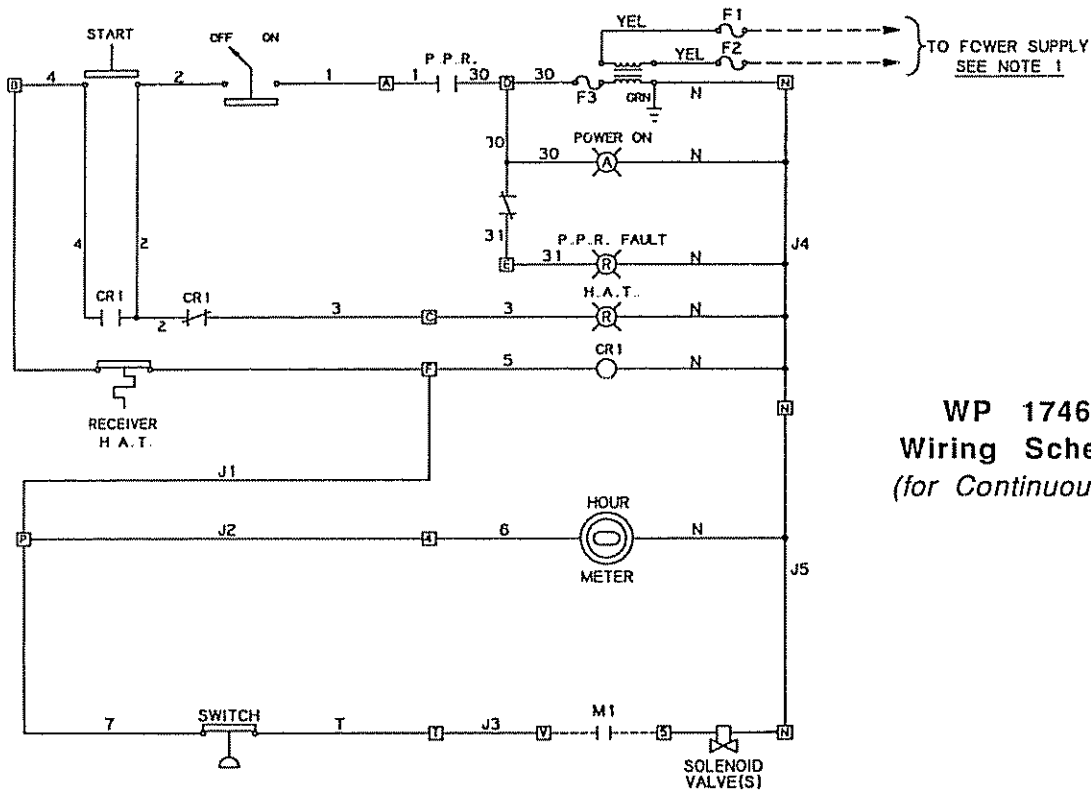 START
OFF ON
P.P.R.
YEL F1
YEL F2
TO POWER SUPPLY
SEE NOTE 1
B 4 2 1 A 1 30 D 30 F3 GRN N N
30 POWER ON
30 A N
31 P.P.R. FAULT
E 31 R N J4
4 2
H.A.T.
CR1 CR1
2 3 C 3 R N
CR1
F 5 N
RECEIVER
H.A.T.
N
WP 1746
Wiring Sche
(for Continuou
J1
HOUR
P J2 4 6 N
METER
J5
7 SWITCH T T J3 V M1 5 N
SOLENOID
VALVE(S)